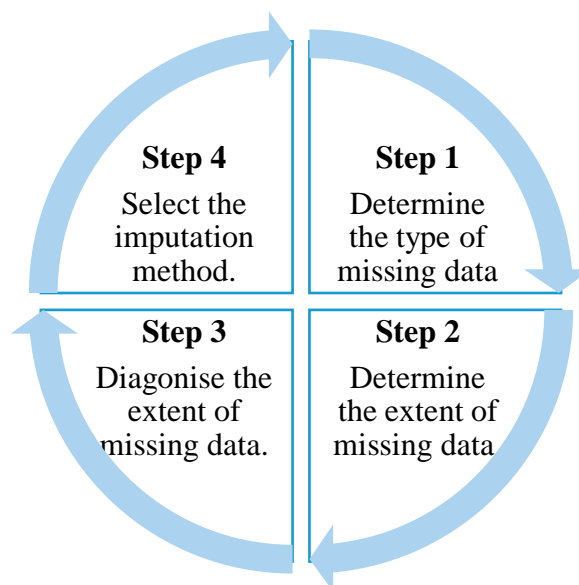 Step 1
Determine
the type of
missing data
Step 2
Determine
the extent of
missing data
Step 3
Diagonise the
extent of
missing data.
Step 4
Select the
imputation
method.